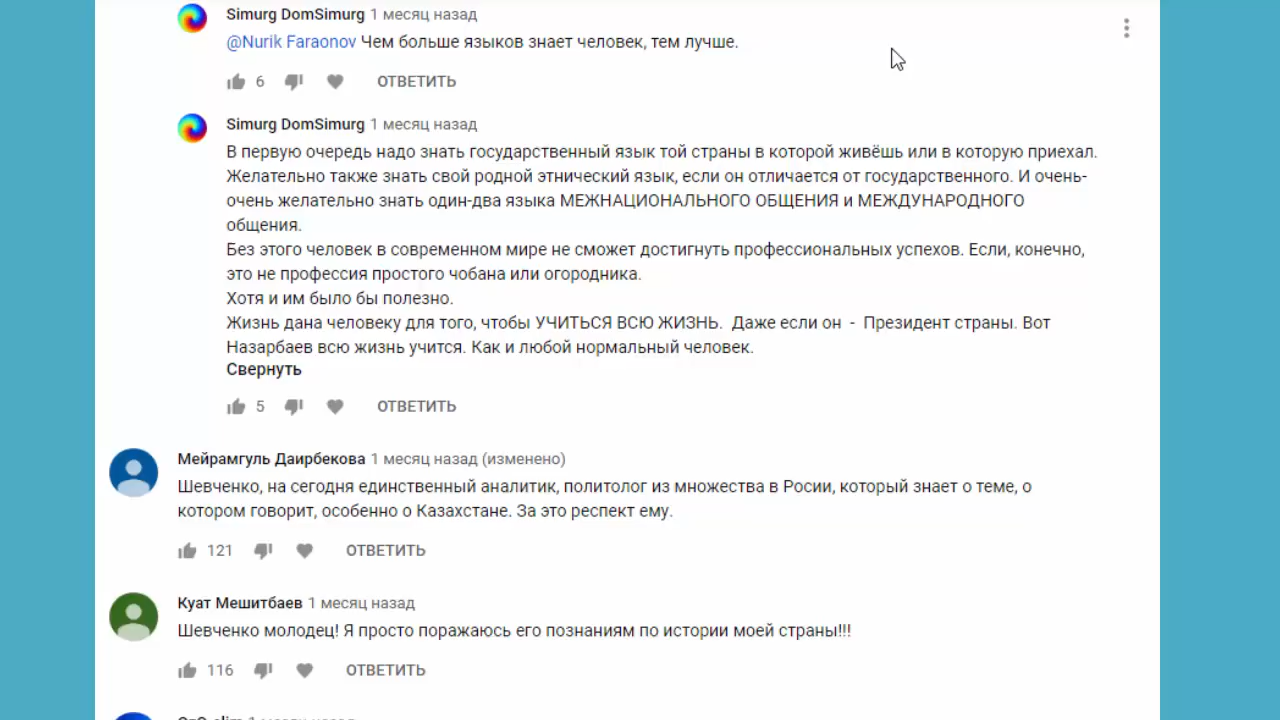 Simurg DomSimurg 1 месяц назад
@Nurik Faraonov Чем больше языков знает человек, тем лучше.
6 ОТВЕТИТЬ
Simurg DomSimurg 1 месяц назад
В первую очередь надо знать государственный язык той страны в которой живёшь или в которую приехал.
Желательно также знать свой родной этнический язык, если он отличается от государственного. И очень-
очень желательно знать один-два языка МЕЖНАЦИОНАЛЬНОГО ОБЩЕНИЯ и МЕЖДУНАРОДНОГО
общения.
Без этого человек в современном мире не сможет достигнуть профессиональных успехов. Если, конечно,
это не профессия простого чобана или огородника.
Хотя и им было бы полезно.
Жизнь дана человеку для того, чтобы УЧИТЬСЯ ВСЮ ЖИЗНЬ. Даже если он - Президент страны. Вот
Назарбаев всю жизнь учится. Как и любой нормальный человек.
Свернуть
5 ОТВЕТИТЬ
Мейрамгуль Даирбекова 1 месяц назад (изменено)
Шевченко, на сегодня единственный аналитик, политолог из множества в Росии, который знает о теме, о
котором говорит, особенно о Казахстане. За это респект ему.
121 ОТВЕТИТЬ
Куат Мешитбаев 1 месяц назад
Шевченко молодец! Я просто поражаюсь его познаниям по истории моей страны!!!
116 ОТВЕТИТЬ